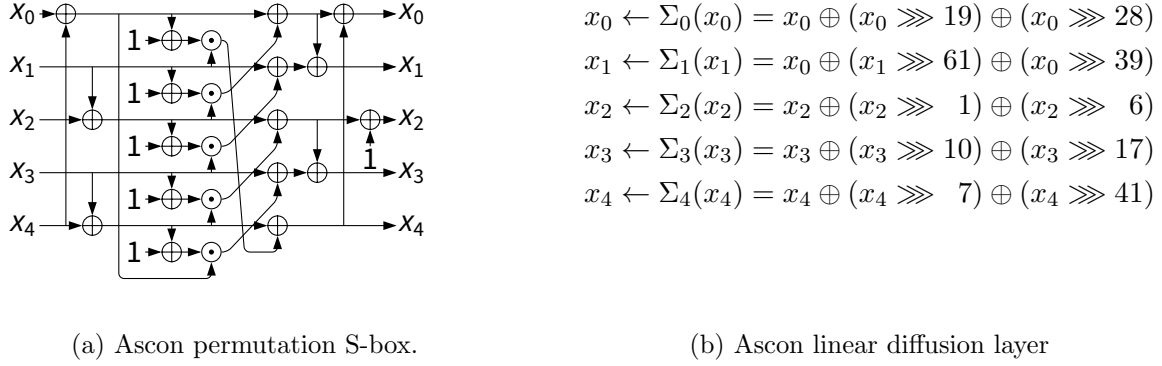 x0 x0
1
x1 x1
1
x2 x2
1 1
x3 x3
1
x4 x4
1
(a) Ascon permutation S-box.
x₀ ← Σ₀(x₀) = x₀ ⊕ (x₀ ⋙ 19) ⊕ (x₀ ⋙ 28)
x₁ ← Σ₁(x₁) = x₀ ⊕ (x₁ ⋙ 61) ⊕ (x₀ ⋙ 39)
x₂ ← Σ₂(x₂) = x₂ ⊕ (x₂ ⋙ 1) ⊕ (x₂ ⋙ 6)
x₃ ← Σ₃(x₃) = x₃ ⊕ (x₃ ⋙ 10) ⊕ (x₃ ⋙ 17)
x₄ ← Σ₄(x₄) = x₄ ⊕ (x₄ ⋙ 7) ⊕ (x₄ ⋙ 41)
(b) Ascon linear diffusion layer